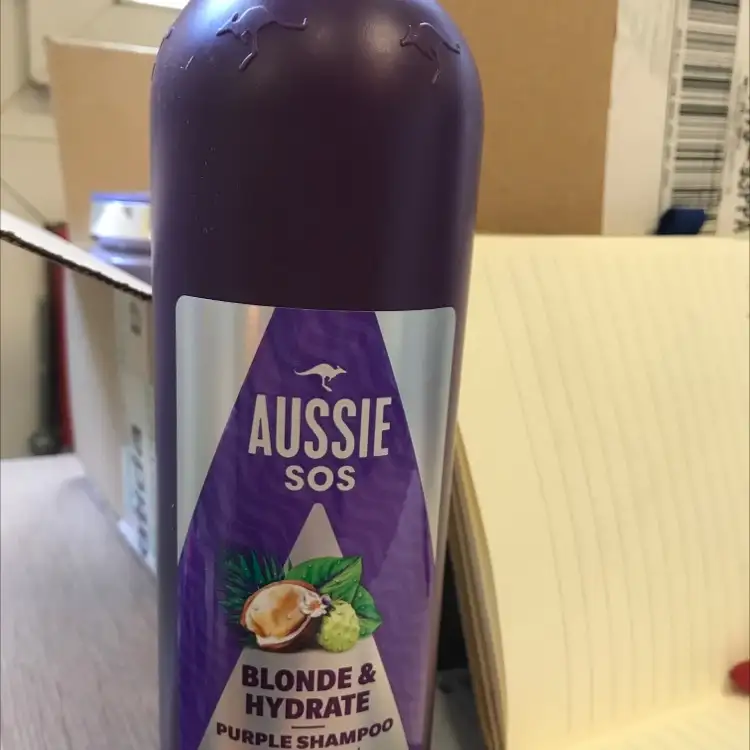 AUSSIE
SOS
BLONDE &
HYDRATE
PURPLE SHAMPOO